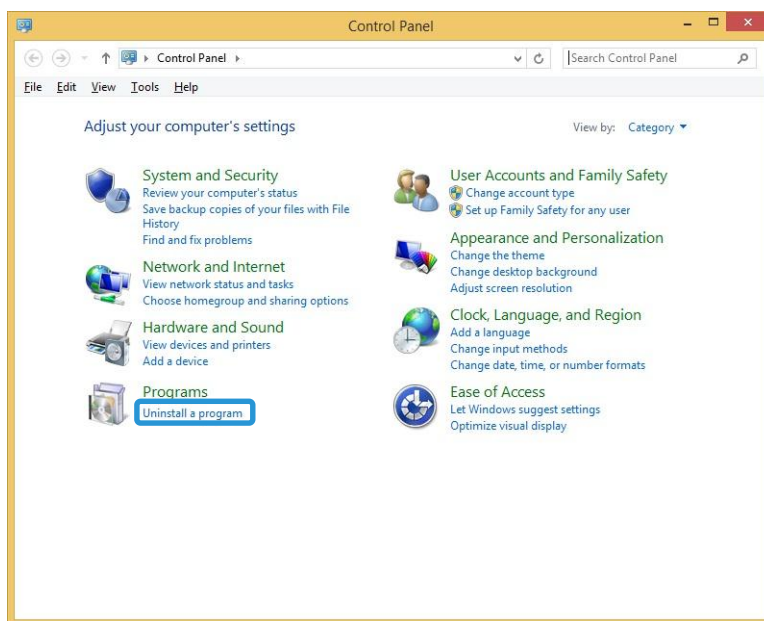 Control Panel
Control Panel
Search Control Panel
File Edit View Tools Help
Adjust your computer's settings
View by: Category
System and Security
Review your computer's status
Save backup copies of your files with File
History
Find and fix problems
Network and Internet
View network status and tasks
Choose homegroup and sharing options
Hardware and Sound
View devices and printers
Add a device
Programs
Uninstall a program
User Accounts and Family Safety
Change account type
Set up Family Safety for any user
Appearance and Personalization
Change the theme
Change desktop background
Adjust screen resolution
Clock, Language, and Region
Add a language
Change input methods
Change date, time, or number formats
Ease of Access
Let Windows suggest settings
Optimize visual display